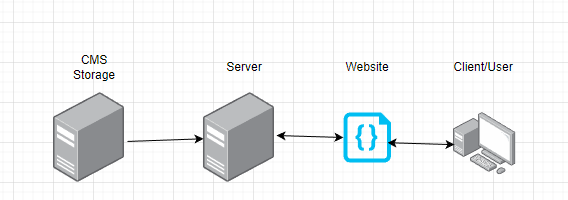 CMS
Storage
Server
Website
Client/User
{}